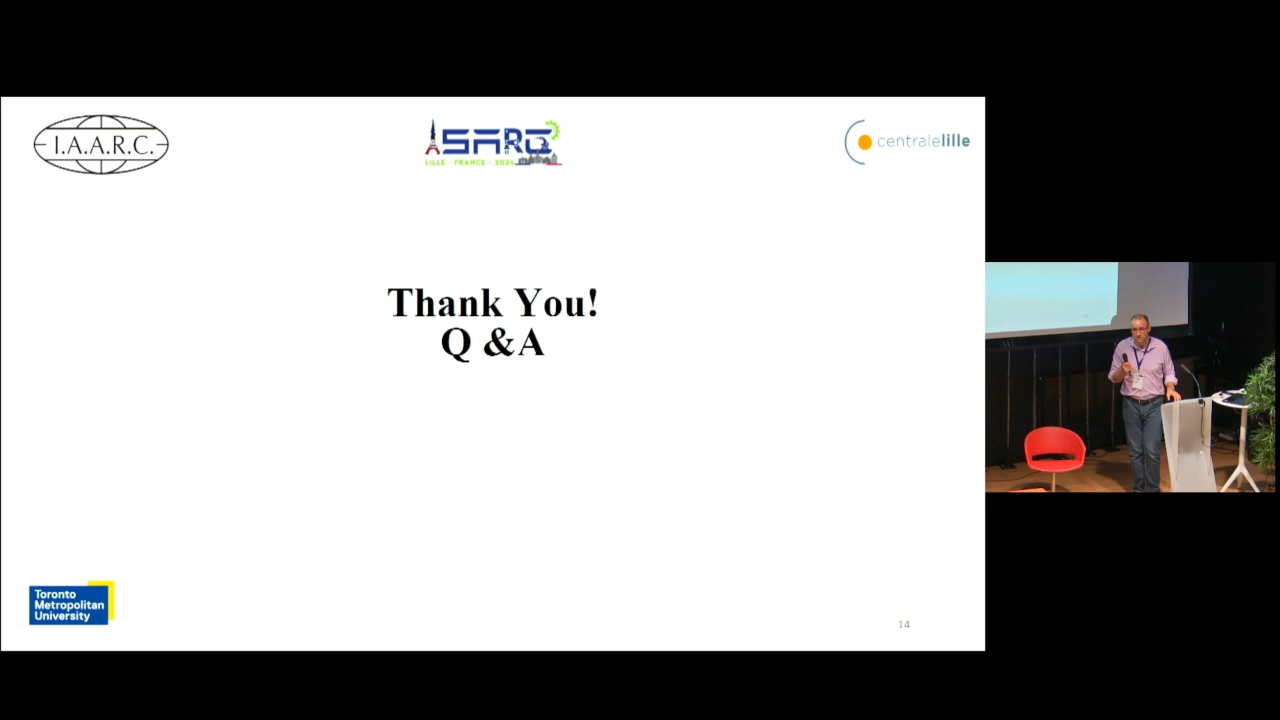 I.A.A.R.C.
ISARC
LILLE - FRANCE - 2024
centralelille
Thank You!
Q &A
Toronto
Metropolitan
University
14